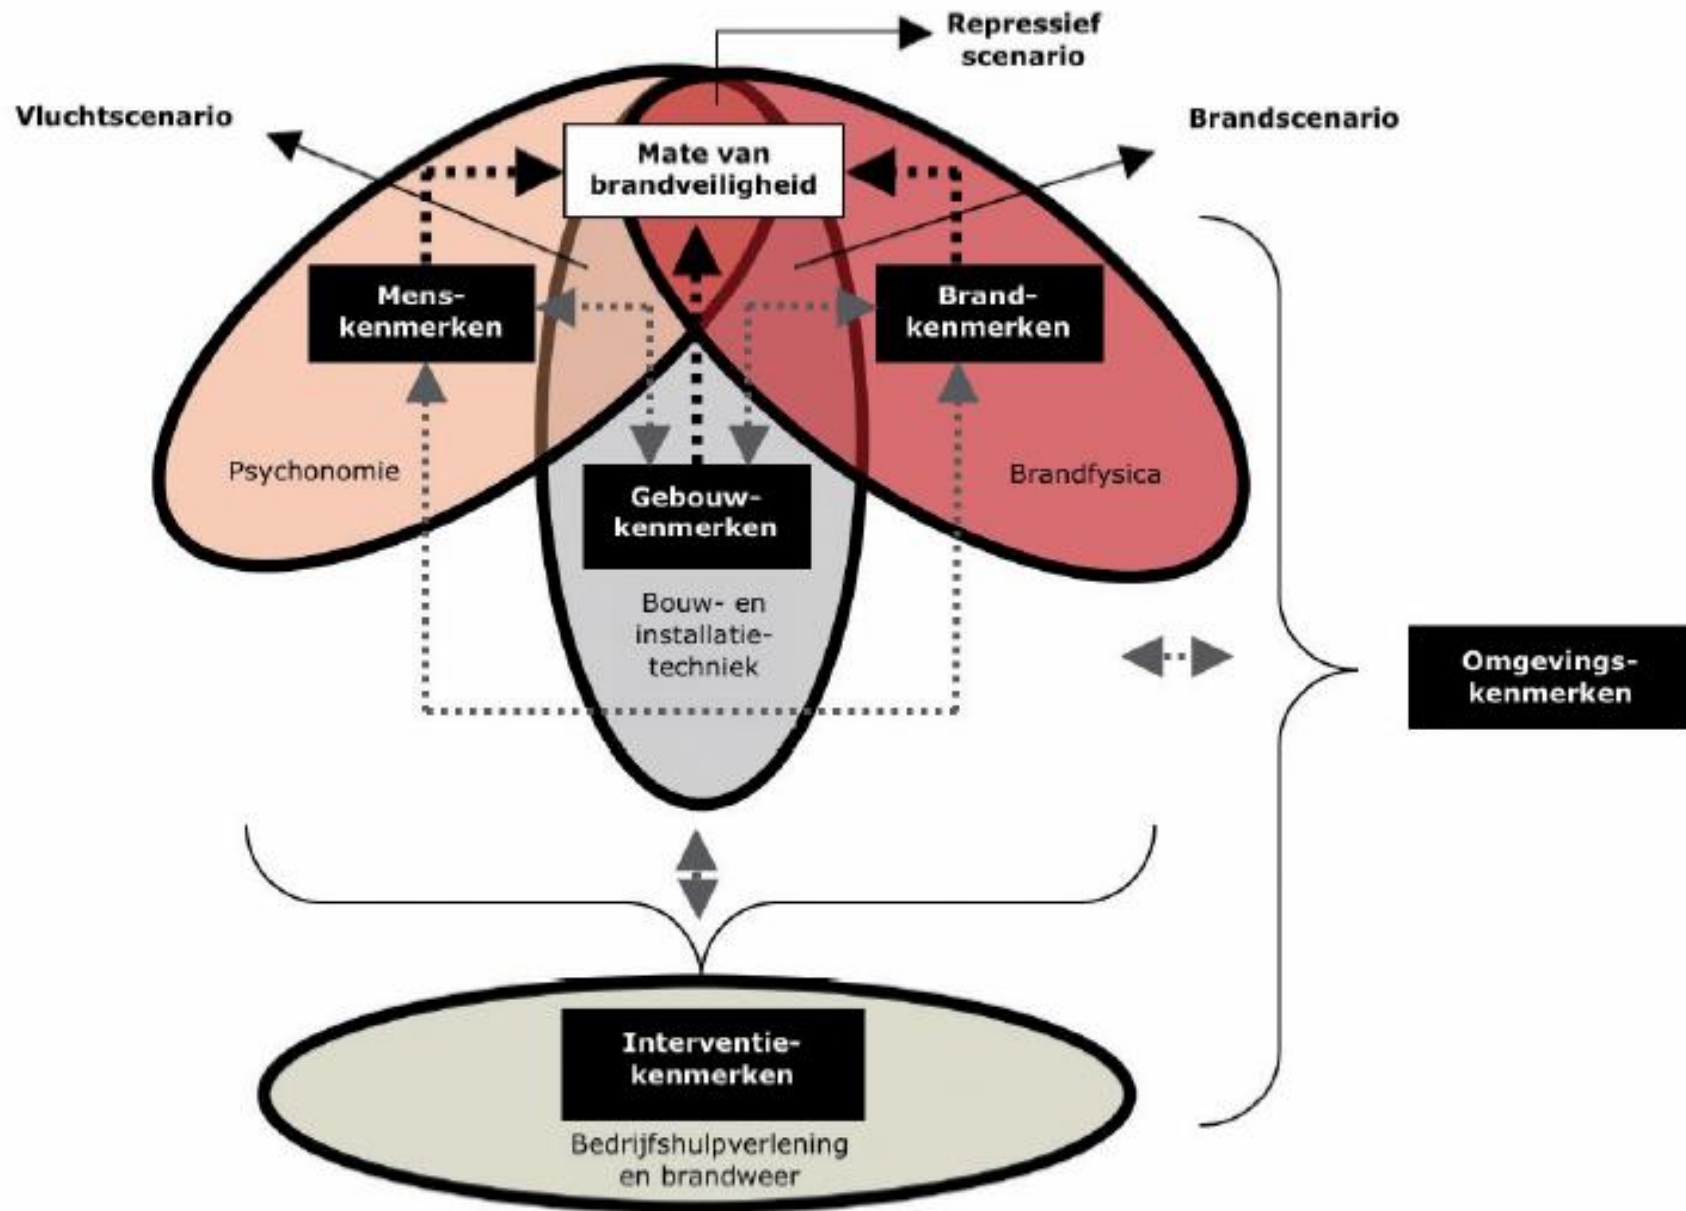 Repressief
scenario
Vluchtscenario
Brandscenario
Mate van
brandveiligheid
Mens-
kenmerken
Brand-
kenmerken
Psychonomie
Brandfysica
Gebouw-
kenmerken
Bouw- en
installatie-
techniek
Omgevings-
kenmerken
Interventie-
kenmerken
Bedrijfshulpverlening
en brandweer